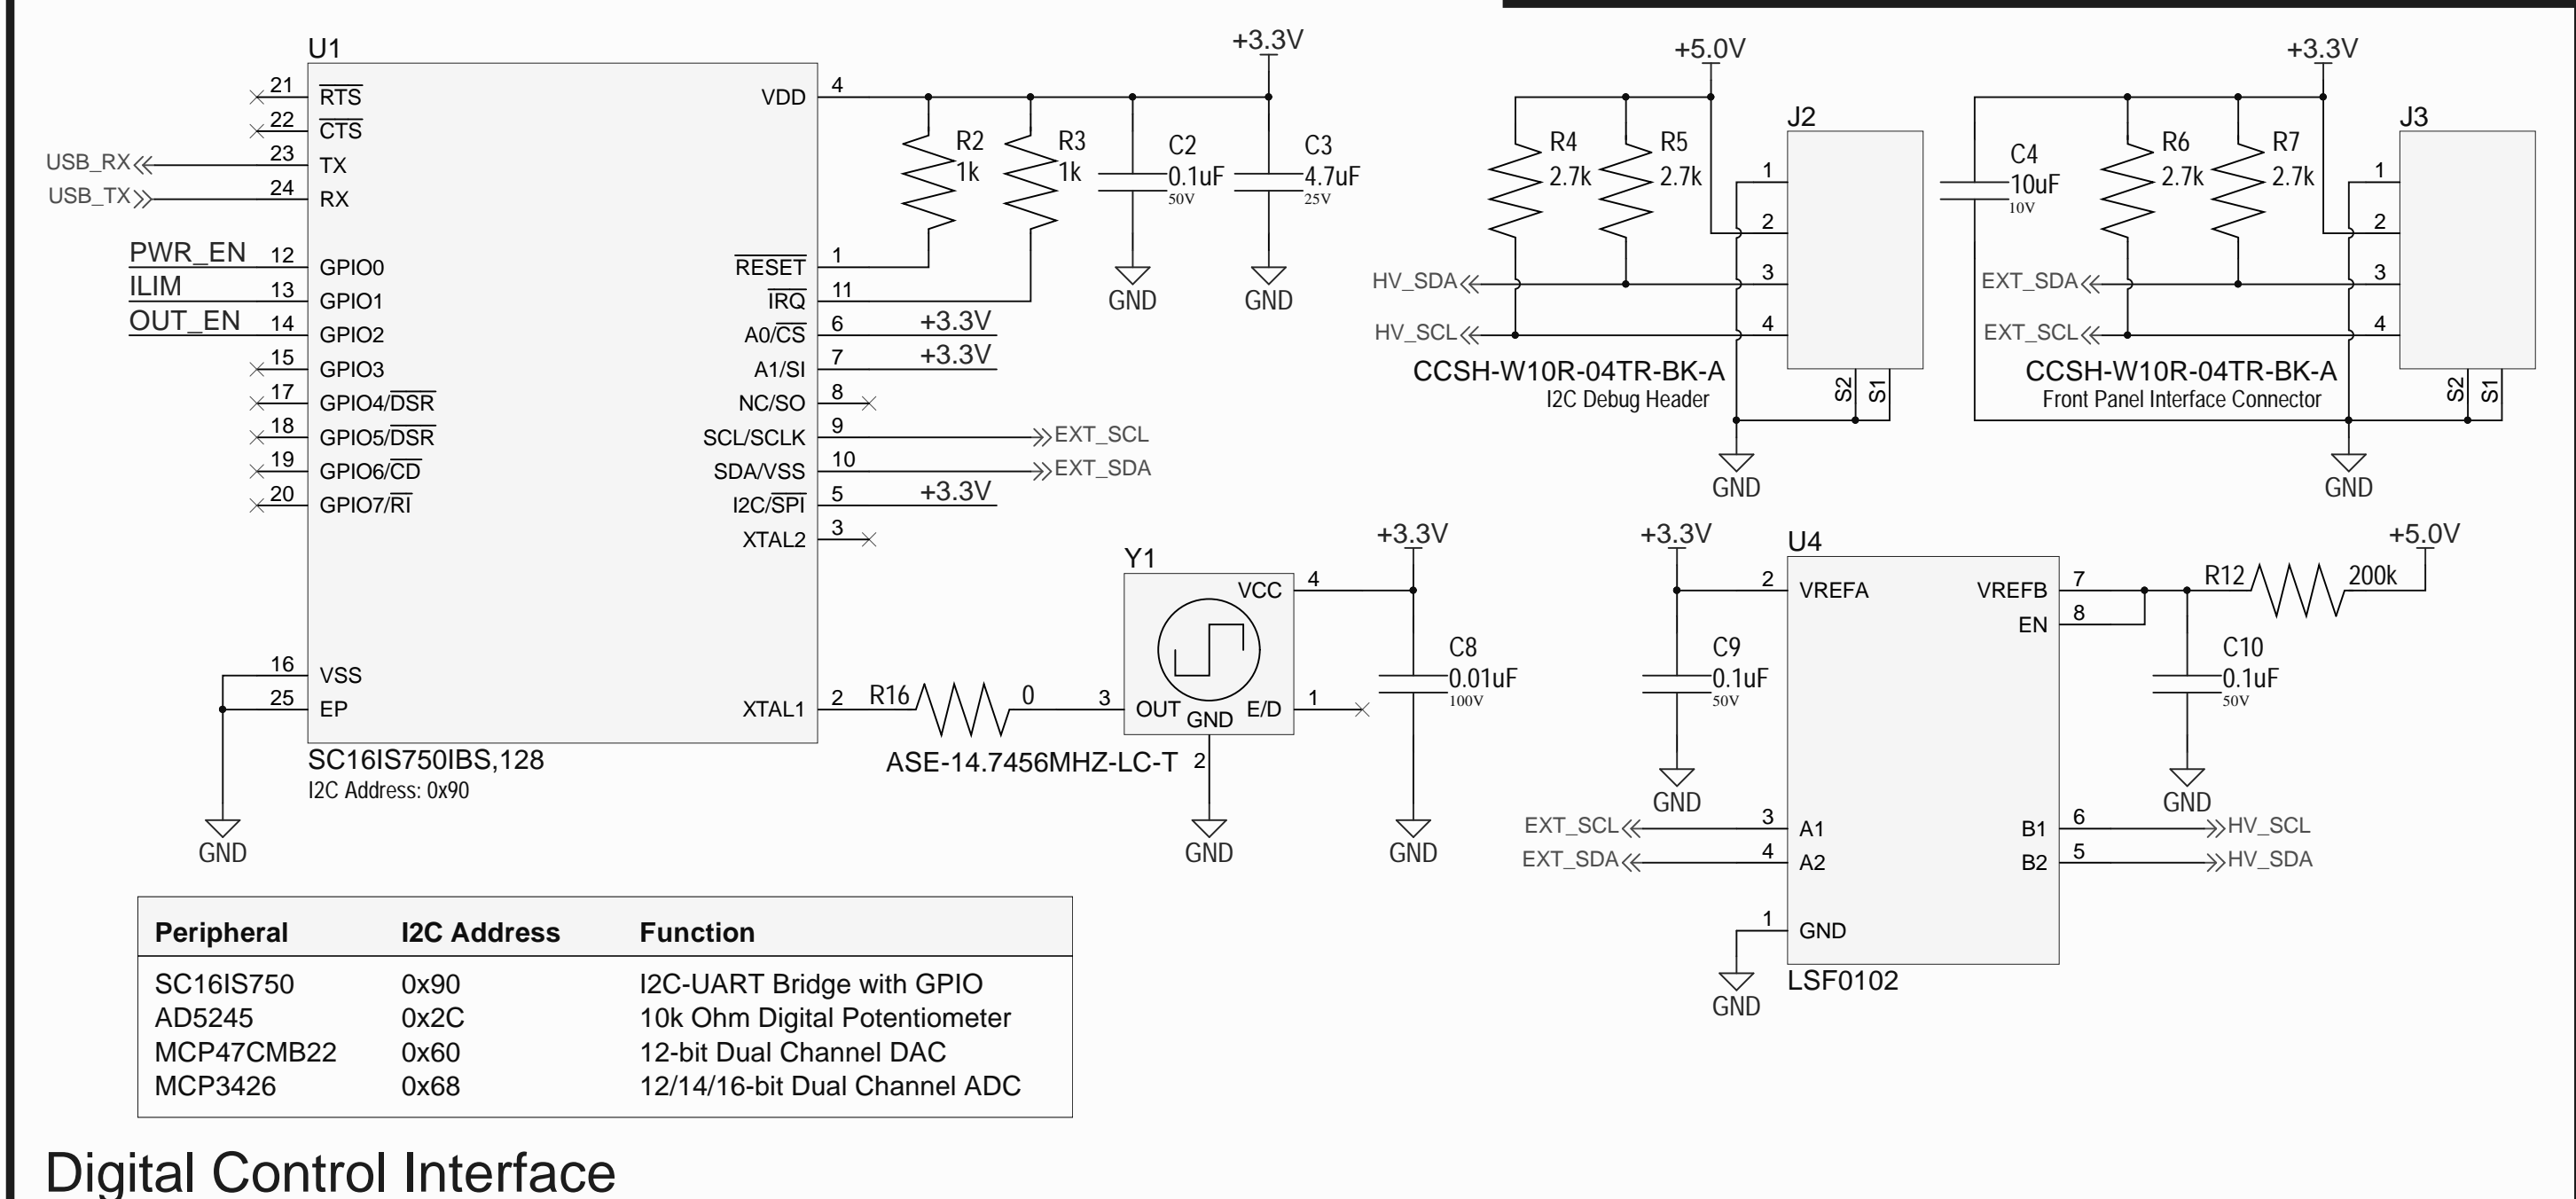 U1
21 RTS
22 CTS
USB_RX 23 TX
USB_TX 24 RX
PWR_EN 12 GPIO0
ILIM 13 GPIO1
OUT_EN 14 GPIO2
15 GPIO3
17 GPIO4/DSR
18 GPIO5/DSR
19 GPIO6/CD
20 GPIO7/RI
16 VSS
25 EP
VDD 4
RESET 1
IRQ 11
A0/CS 6 +3.3V
A1/SI 7 +3.3V
NC/SO 8
SCL/SCLK 9 EXT_SCL
SDA/VSS 10 EXT_SDA
I2C/SPI 5 +3.3V
XTAL2 3
XTAL1 2
SC16IS750IBS,128
I2C Address: 0x90
GND
+3.3V
R2
1k
R3
1k
C2
0.1uF
50V
GND
C3
4.7uF
25V
GND
R16 0
Y1
VCC 4
3 OUT
GND
E/D 1
2
ASE-14.7456MHZ-LC-T
GND
+3.3V
C8
0.01uF
100V
GND
+5.0V
R4
2.7k
R5
2.7k
J2
1
2
HV_SDA 3
HV_SCL 4
S2
S1
CCSH-W10R-04TR-BK-A
I2C Debug Header
GND
+3.3V
C4
10uF
10V
R6
2.7k
R7
2.7k
J3
1
2
EXT_SDA 3
EXT_SCL 4
S2
S1
CCSH-W10R-04TR-BK-A
Front Panel Interface Connector
GND
+3.3V
C9
0.1uF
50V
GND
U4
2 VREFA
VREFB 7
EN 8
R12 200k
+5.0V
C10
0.1uF
50V
GND
EXT_SCL 3 A1
EXT_SDA 4 A2
B1 6 HV_SCL
B2 5 HV_SDA
1 GND
GND
LSF0102
Peripheral I2C Address Function
SC16IS750 0x90 I2C-UART Bridge with GPIO
AD5245 0x2C 10k Ohm Digital Potentiometer
MCP47CMB22 0x60 12-bit Dual Channel DAC
MCP3426 0x68 12/14/16-bit Dual Channel ADC
Digital Control Interface